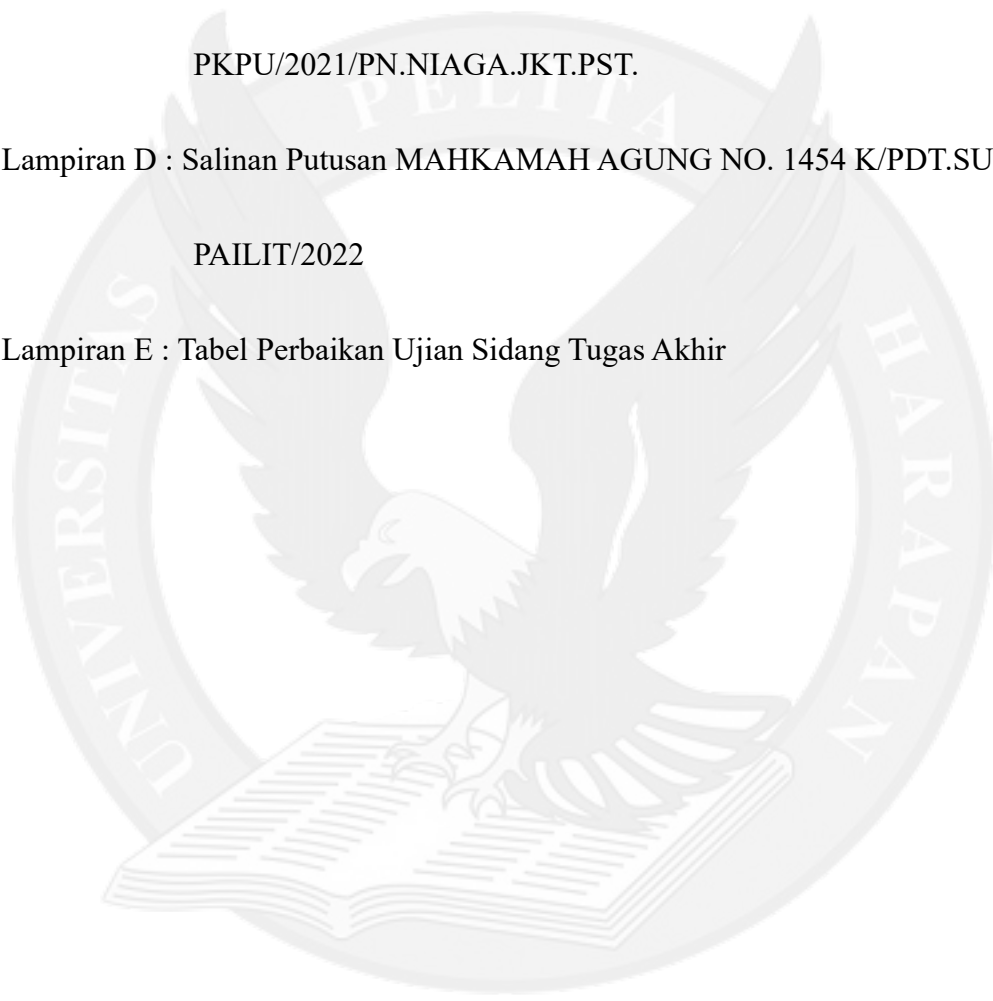 PKPU/2021/PN.NIAGA.JKT.PST.
Lampiran D : Salinan Putusan MAHKAMAH AGUNG NO. 1454 K/PDT.SU
PAILIT/2022
Lampiran E : Tabel Perbaikan Ujian Sidang Tugas Akhir
UNIVERSITAS PELITA HARAPAN